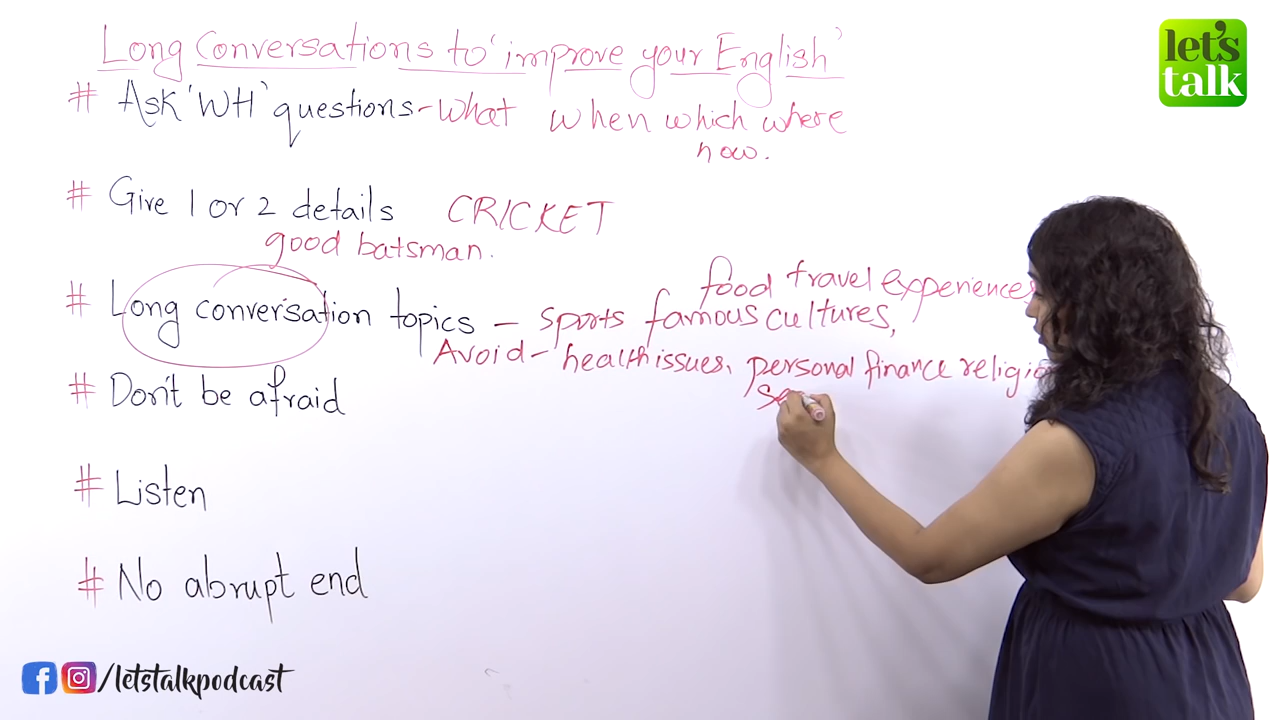 Long Conversations to 'improve your English'
let's
talk
# Ask 'WH' questions - what when which where
how.
# Give 1 or 2 details CRICKET
good batsman.
food travel experiences
# Long conversation topics - sports famous cultures,
Avoid - health issues, personal finance
# Don't be afraid
# Listen
# No abrupt end
/letstalkpodcast